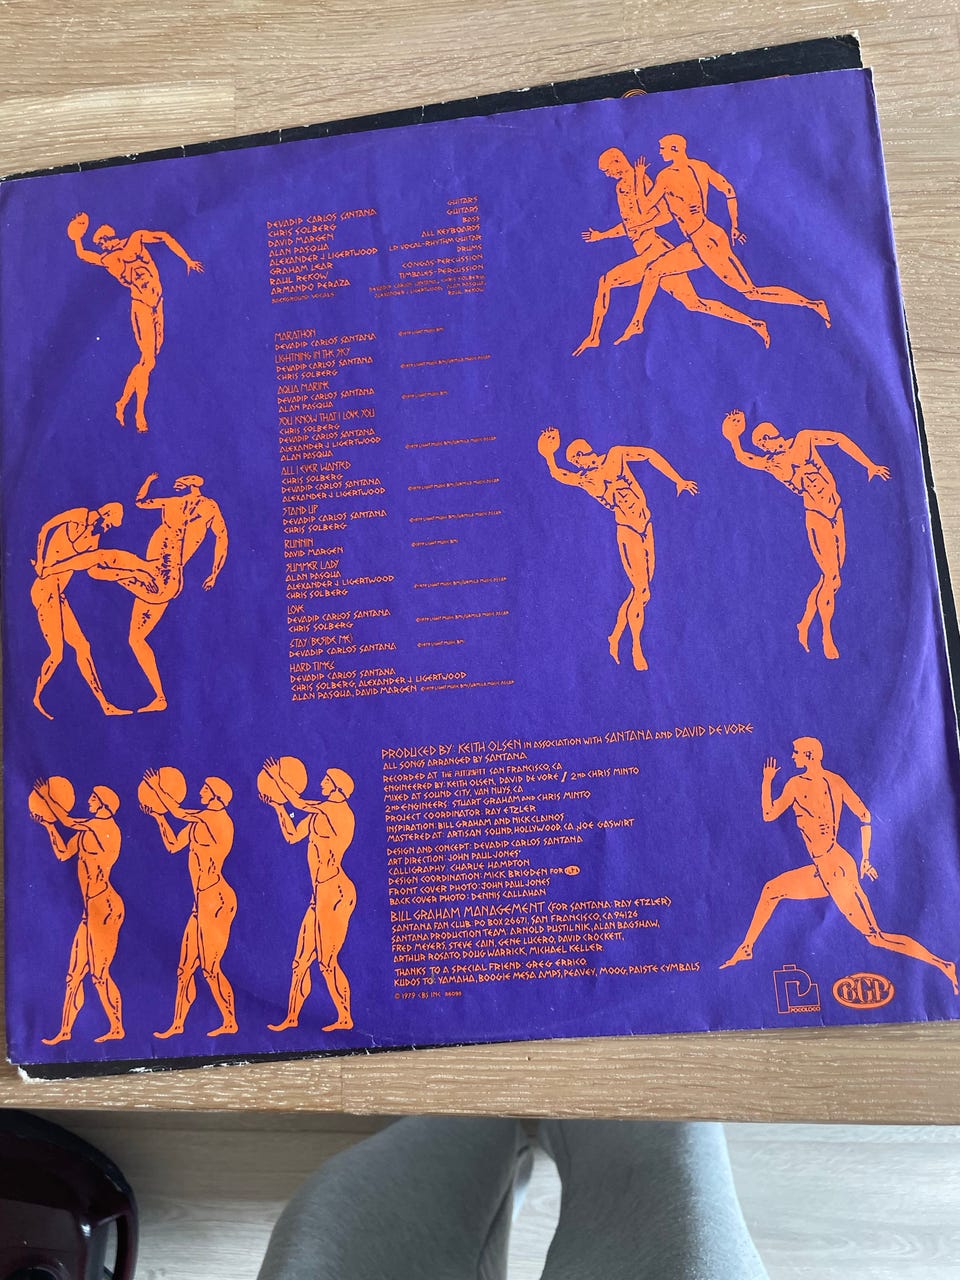 DEVADIP CARLOS SANTANA GUITARS
CHRIS SOLBERG GUITARS
DAVID MARGEN BASS
ALAN PASQUA ALL KEYBOARDS
ALEXANDER J. LIGERTWOOD LD. VOCAL-RHYTHM GUITAR
GRAHAM LEAR DRUMS
RAUL REKOW CONGAS-PERCUSSION
ARMANDO PERAZA TIMBALES-PERCUSSION
BACKGROUND VOCALS DEVADIP CARLOS SANTANA, CHRIS SOLBERG,
ALEXANDER J. LIGERTWOOD, ALAN PASQUA,
RAUL REKOW
MARATHON
DEVADIP CARLOS SANTANA
LIGHTNING IN THE SKY
DEVADIP CARLOS SANTANA
CHRIS SOLBERG
AQUA MARINE
DEVADIP CARLOS SANTANA
ALAN PASQUA
YOU KNOW THAT I LOVE YOU
CHRIS SOLBERG
DEVADIP CARLOS SANTANA
ALEXANDER J. LIGERTWOOD
ALAN PASQUA
ALL I EVER WANTED
CHRIS SOLBERG
DEVADIP CARLOS SANTANA
ALEXANDER J. LIGERTWOOD
STAND UP
DEVADIP CARLOS SANTANA
CHRIS SOLBERG
RUNNIN
DAVID MARGEN
SUMMER LADY
ALAN PASQUA
ALEXANDER J. LIGERTWOOD
CHRIS SOLBERG
LOVE
DEVADIP CARLOS SANTANA
CHRIS SOLBERG
STAY (BESIDE ME)
DEVADIP CARLOS SANTANA
HARD TIMES
DEVADIP CARLOS SANTANA
CHRIS SOLBERG, ALEXANDER J. LIGERTWOOD
ALAN PASQUA, DAVID MARGEN
PRODUCED BY: KEITH OLSEN IN ASSOCIATION WITH SANTANA AND DAVID DE VORE
ALL SONGS ARRANGED BY SANTANA
RECORDED AT THE AUTOMATT SAN FRANCISCO, CA
ENGINEERED BY: KEITH OLSEN, DAVID DE VORE / 2ND CHRIS MINTO
MIXED AT SOUND CITY, VAN NUYS, CA
2ND ENGINEERS: STUART GRAHAM AND CHRIS MINTO
PROJECT COORDINATOR: RAY ETZLER
INSPIRATION: BILL GRAHAM AND NICK CLAINOS
MASTERED AT: ARTISAN SOUND, HOLLYWOOD, CA, JOE GASWIRT
DESIGN AND CONCEPT: DEVADIP CARLOS SANTANA
ART DIRECTION: JOHN PAUL JONES
CALLIGRAPHY: CHARLIE HAMPTON
DESIGN COORDINATION: MICK BRIGDEN FOR
FRONT COVER PHOTO: JOHN PAUL JONES
BACK COVER PHOTO: DENNIS CALLAHAN
BILL GRAHAM MANAGEMENT (FOR SANTANA: RAY ETZLER)
SANTANA FAN CLUB PO BOX 26671, SAN FRANCISCO, CA 94126
SANTANA PRODUCTION TEAM: ARNOLD PUSTILNIK, ALAN BAGSHAW,
FRED MEYERS, STEVE CAIN, GENE LUCERO, DAVID CROCKETT,
ARTHUR ROSATO DOUG WARRICK, MICHAEL KELLER
THANKS TO A SPECIAL FRIEND: GREG ERRICO
KUDOS TO: YAMAHA, BOOGIE MESA AMPS, PEAVEY, MOOG, PAISTE CYMBALS
© 1979 CBS INC 86098
POGOLOGO
BGP